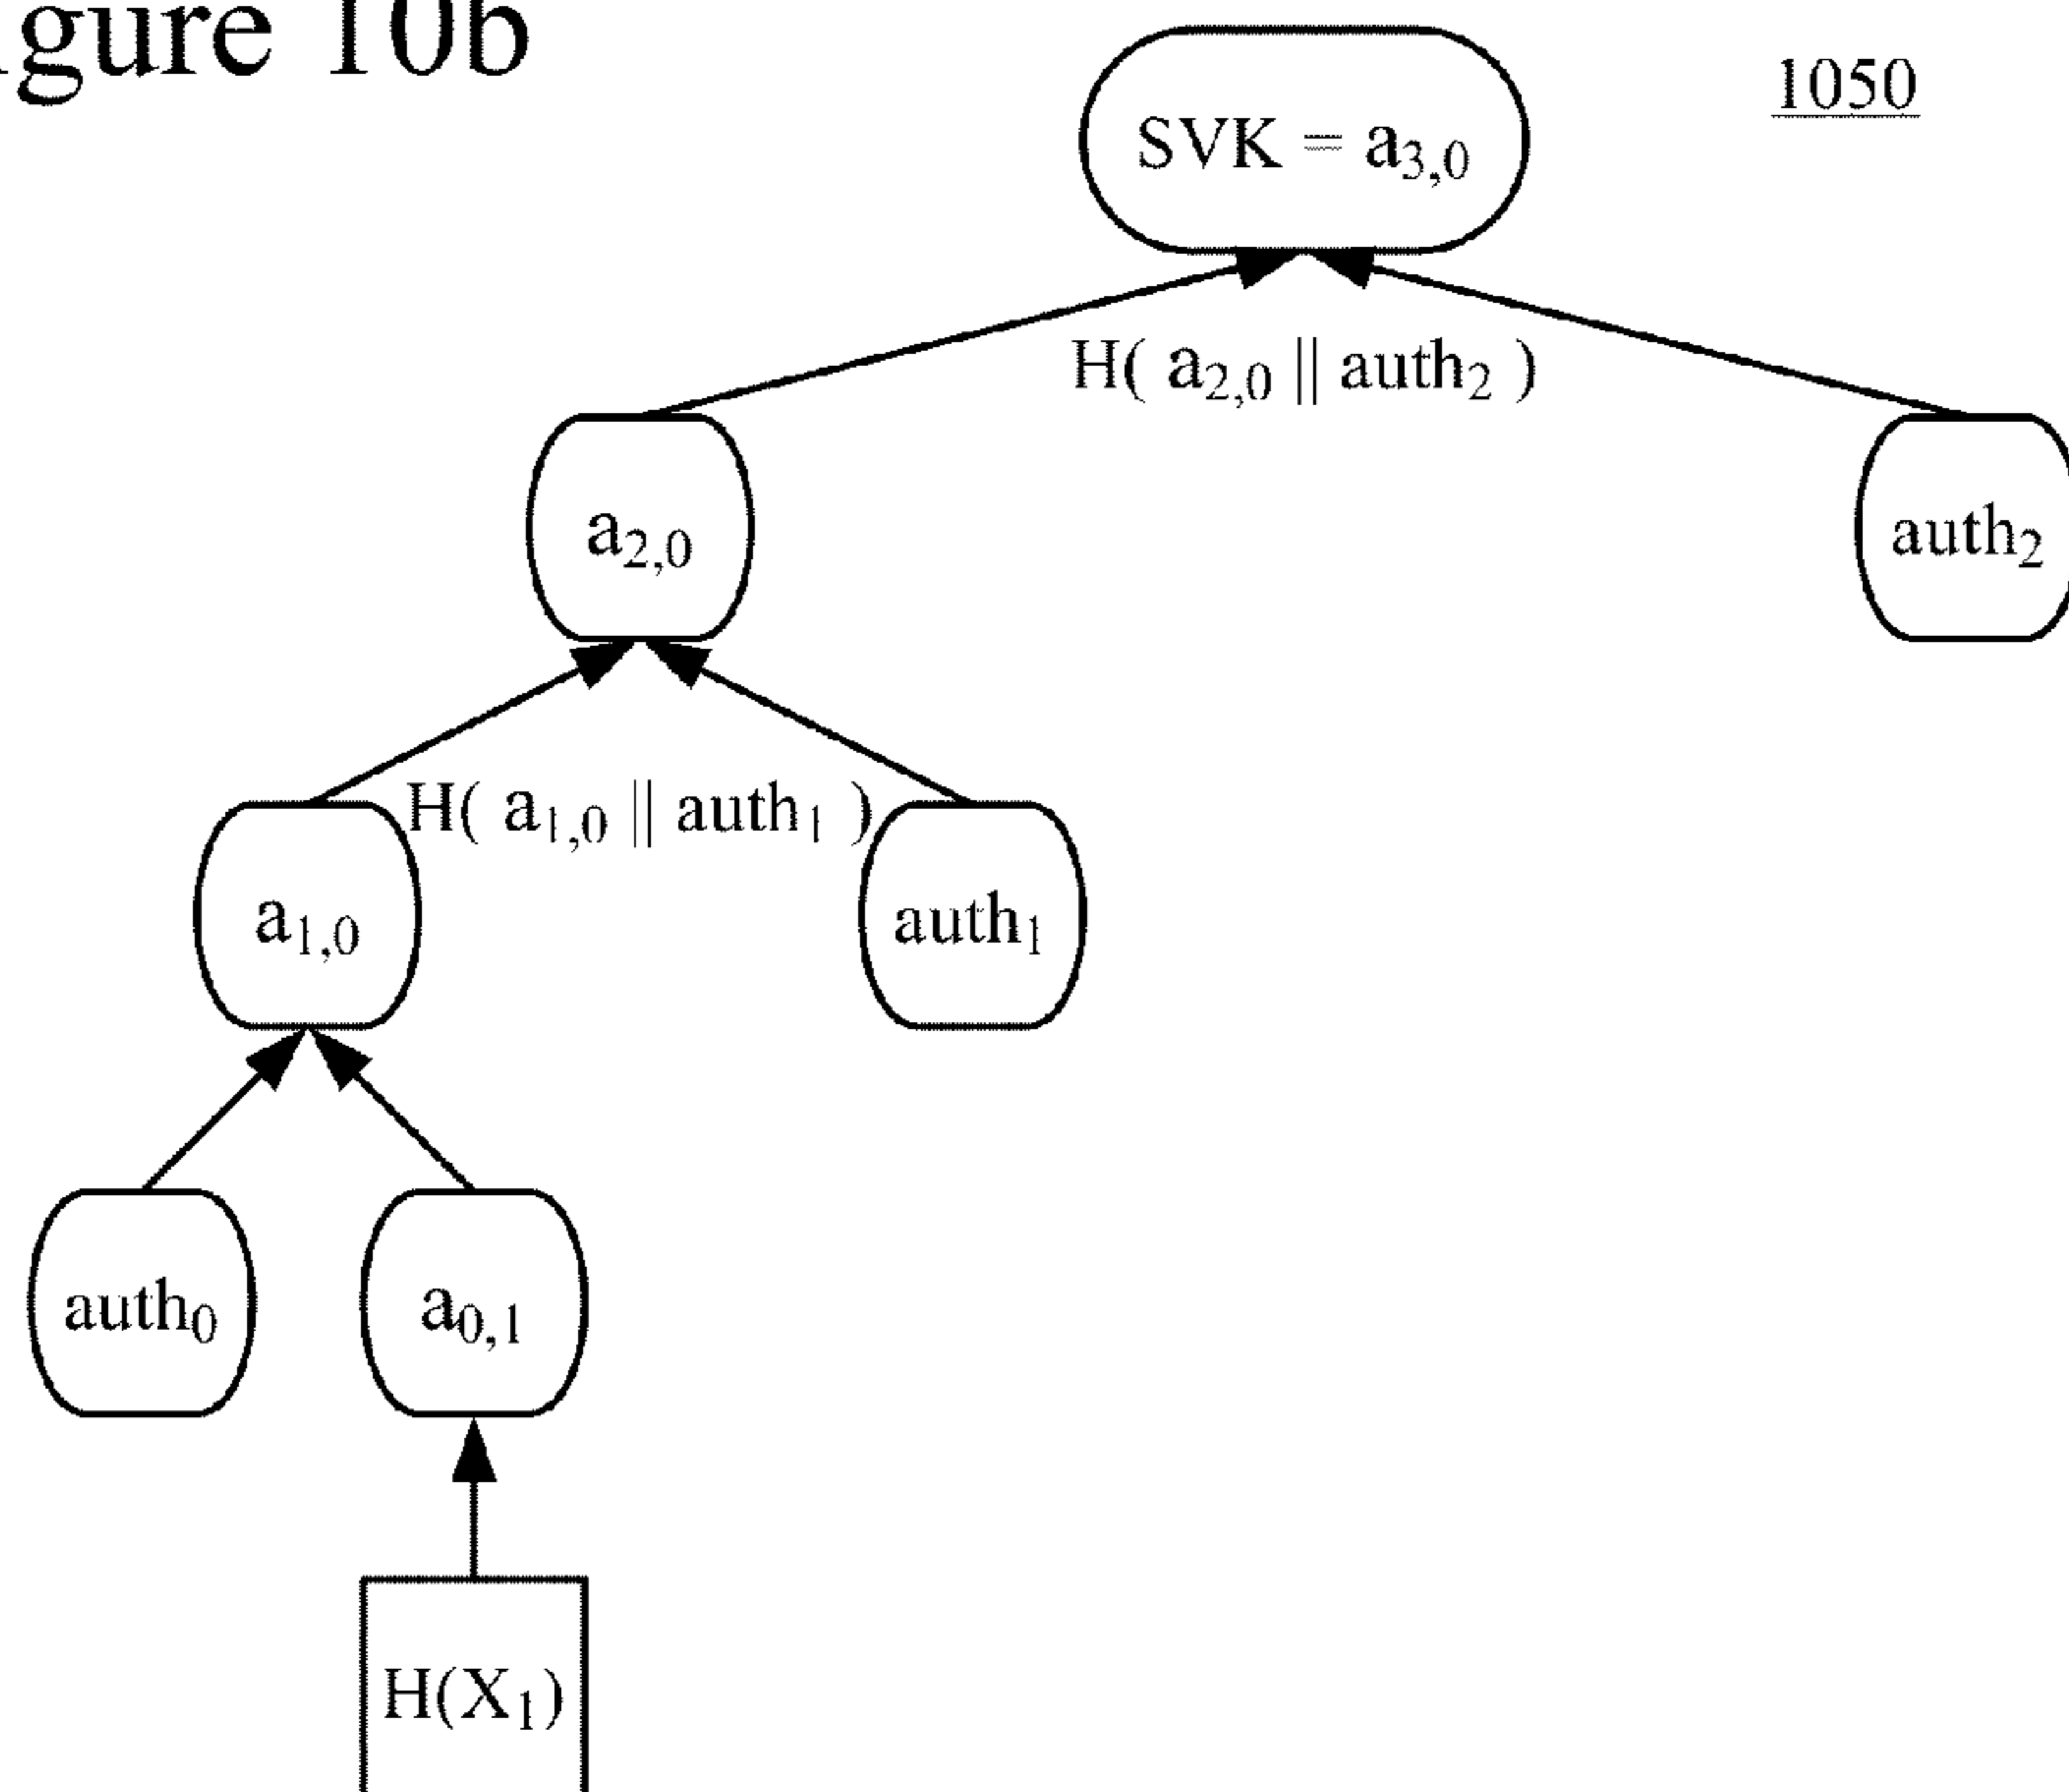 igure 10b
1050
SVK = a3,0
H( a2,0 || auth2 )
a2,0
auth2
H( a1,0 || auth1 )
a1,0
auth1
auth0
a0,1
H(X1)